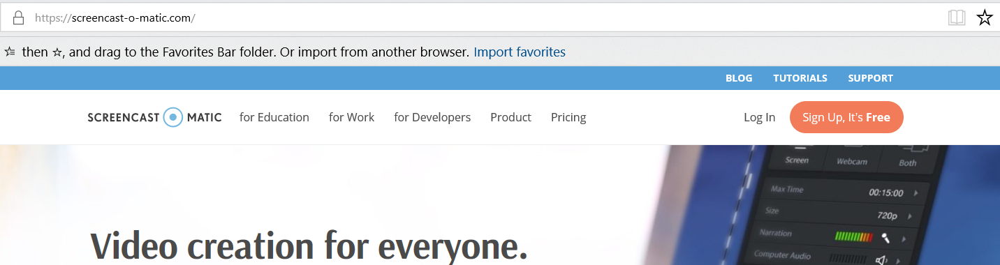 https://screencast-o-matic.com/
then ☆, and drag to the Favorites Bar folder. Or import from another browser. Import favorites
BLOG TUTORIALS SUPPORT
SCREENCAST MATIC for Education for Work for Developers Product Pricing Log In Sign Up, It's Free
Screen Webcam Both
Max Time 00:15:00
Size 720p
Narration
Computer Audio
Video creation for everyone.